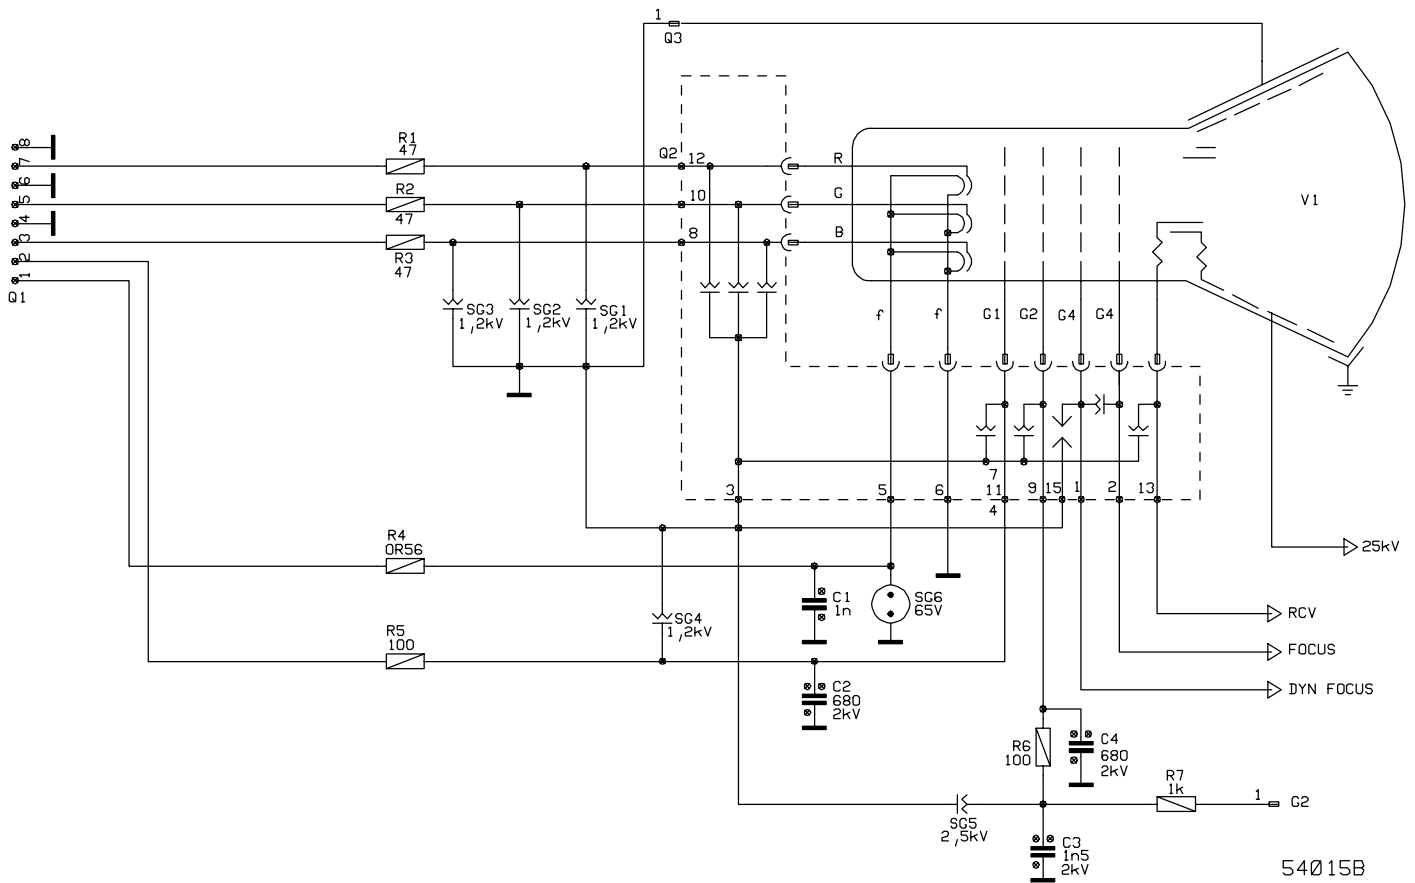 1
Q3
8
7
6
5
4
3
2
1
Q1
R1
47
R2
47
R3
47
Q2
12
10
8
R
G
B
V1
SG3
1,2kV
SG2
1,2kV
SG1
1,2kV
f
f
G1
G2
G4
G4
3
5
6
7
11
4
9
15
1
2
13
25kV
R4
0R56
C1
1n
SG6
65V
RCV
SG4
1,2kV
R5
100
FOCUS
C2
680
2kV
DYN FOCUS
R6
100
C4
680
2kV
R7
1k
1
G2
SG5
2,5kV
C3
1n5
2kV
54015B